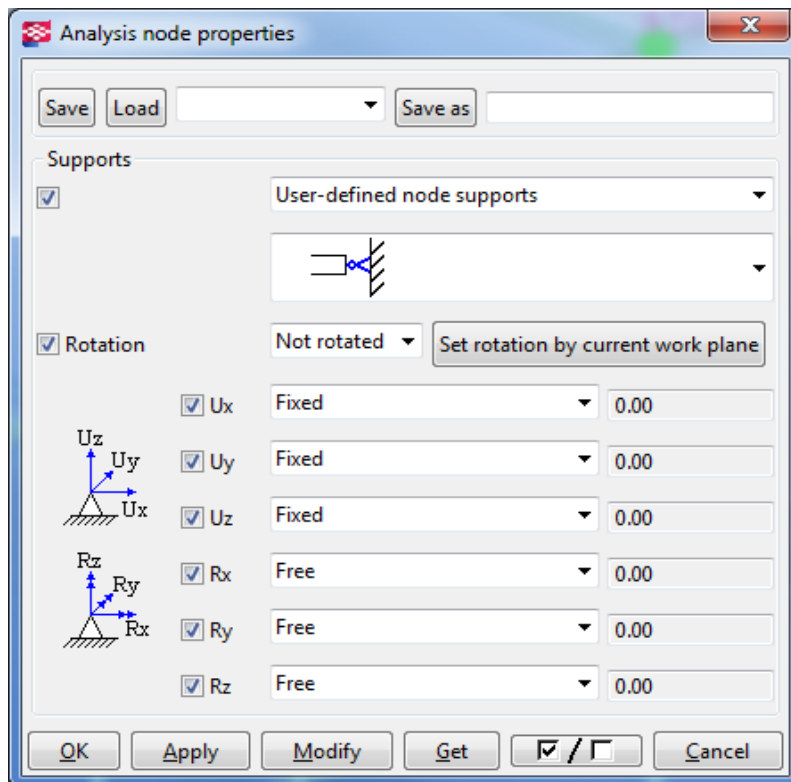 Analysis node properties
Save Load Save as
Supports
User-defined node supports
Rotation Not rotated Set rotation by current work plane
Ux Fixed 0.00
Uz
Uy
Ux
Uy Fixed 0.00
Uz Fixed 0.00
Rz
Ry
Rx
Rx Free 0.00
Ry Free 0.00
Rz Free 0.00
OK Apply Modify Get / Cancel